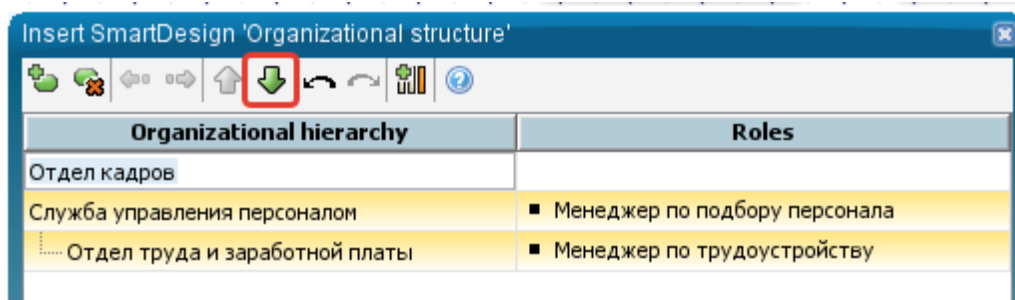 Insert SmartDesign 'Organizational structure'
Organizational hierarchy Roles
Отдел кадров
Служба управления персоналом ▪ Менеджер по подбору персонала
Отдел труда и заработной платы ▪ Менеджер по трудоустройству